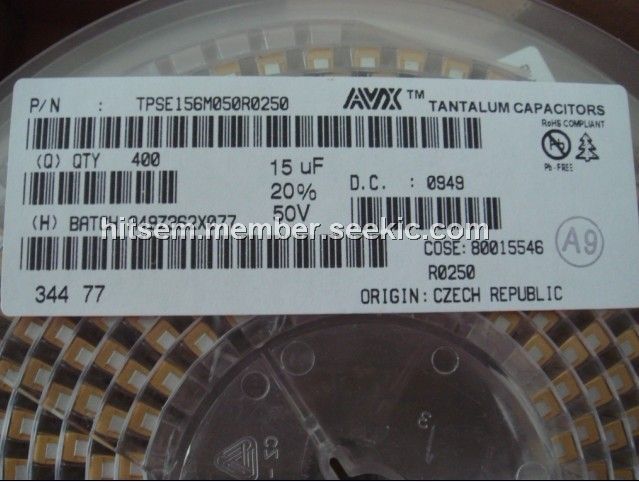 P/N : TPSE156M050R0250 AVX™ TANTALUM CAPACITORS
RoHS COMPLIANT
(Q) QTY 400 15 uF
Pb-FREE
20% D.C. : 0949
(H) 50V
hitsem.member.seekic.com
COSE: 80015546 A9
R0250
344 77 ORIGIN: CZECH REPUBLIC